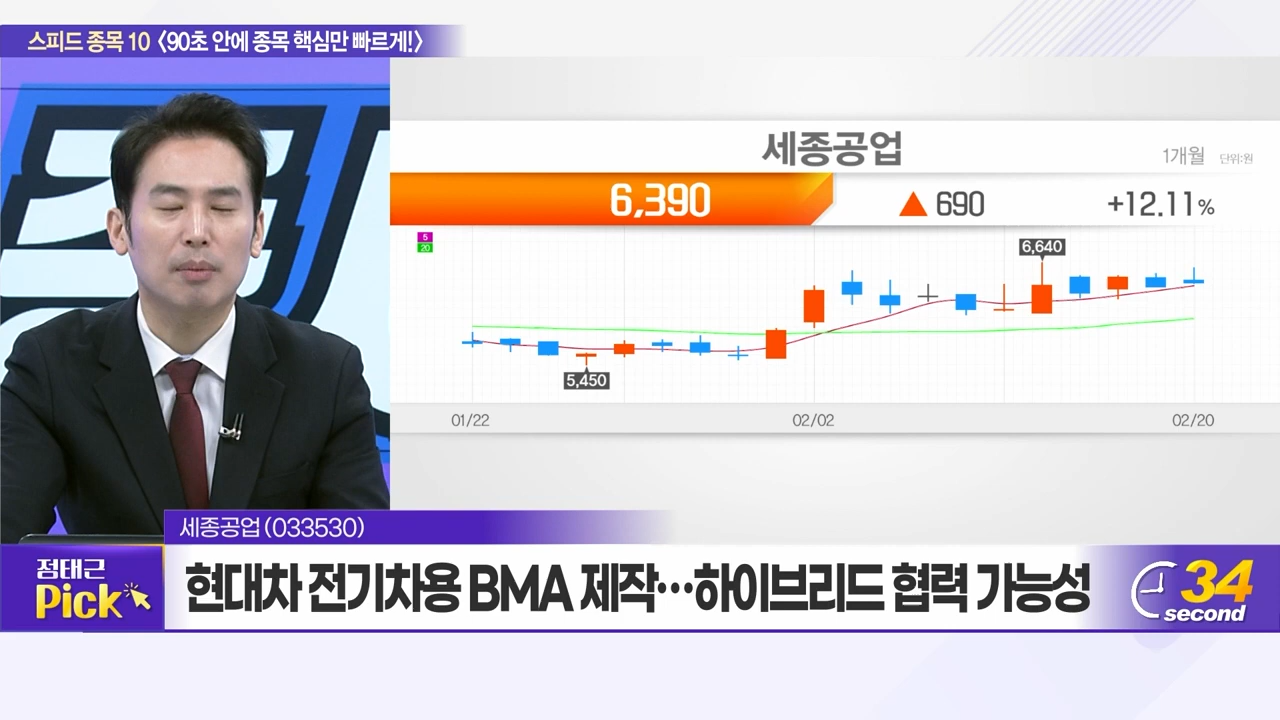 스피드 종목 10 〈90초 안에 종목 핵심만 빠르게!〉
세종공업
1개월 단위:원
6,390 ▲ 690 +12.11%
5
20
6,640
5,450
01/22 02/02 02/20
세종공업(033530)
정태근
Pick
현대차 전기차용 BMA 제작…하이브리드 협력 가능성
34
second